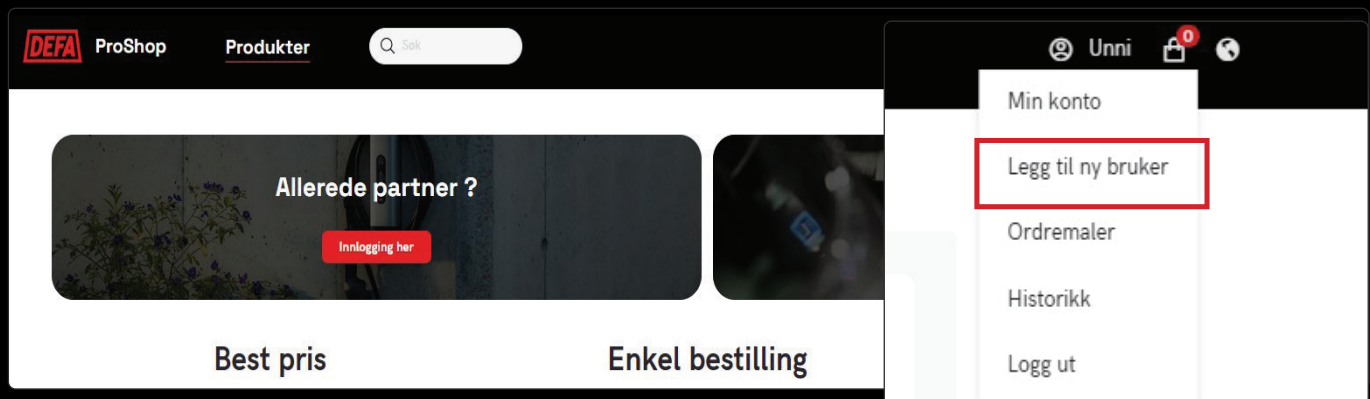 DEFA ProShop Produkter Søk
Allerede partner ?
Innlogging her
Best pris Enkel bestilling
Unni 0
Min konto
Legg til ny bruker
Ordremaler
Historikk
Logg ut